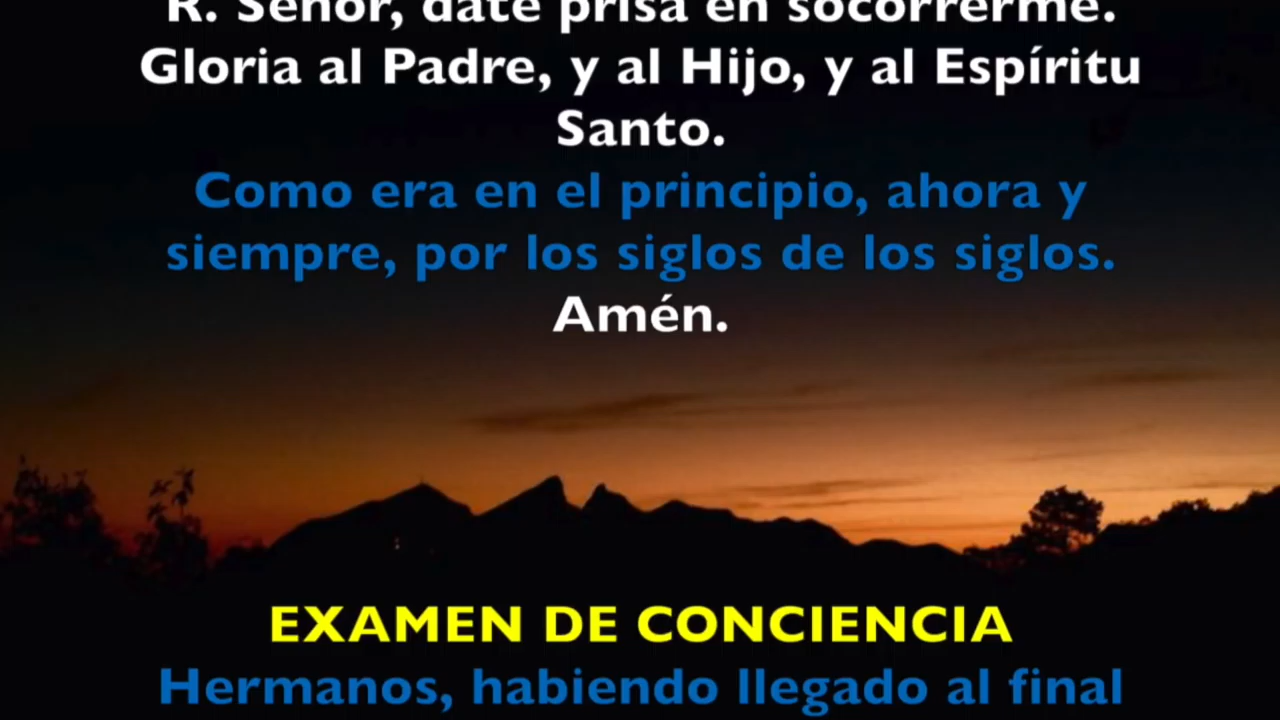 R. Señor, date prisa en socorrerme.
Gloria al Padre, y al Hijo, y al Espíritu
Santo.
Como era en el principio, ahora y
siempre, por los siglos de los siglos.
Amén.
EXAMEN DE CONCIENCIA
Hermanos, habiendo llegado al final